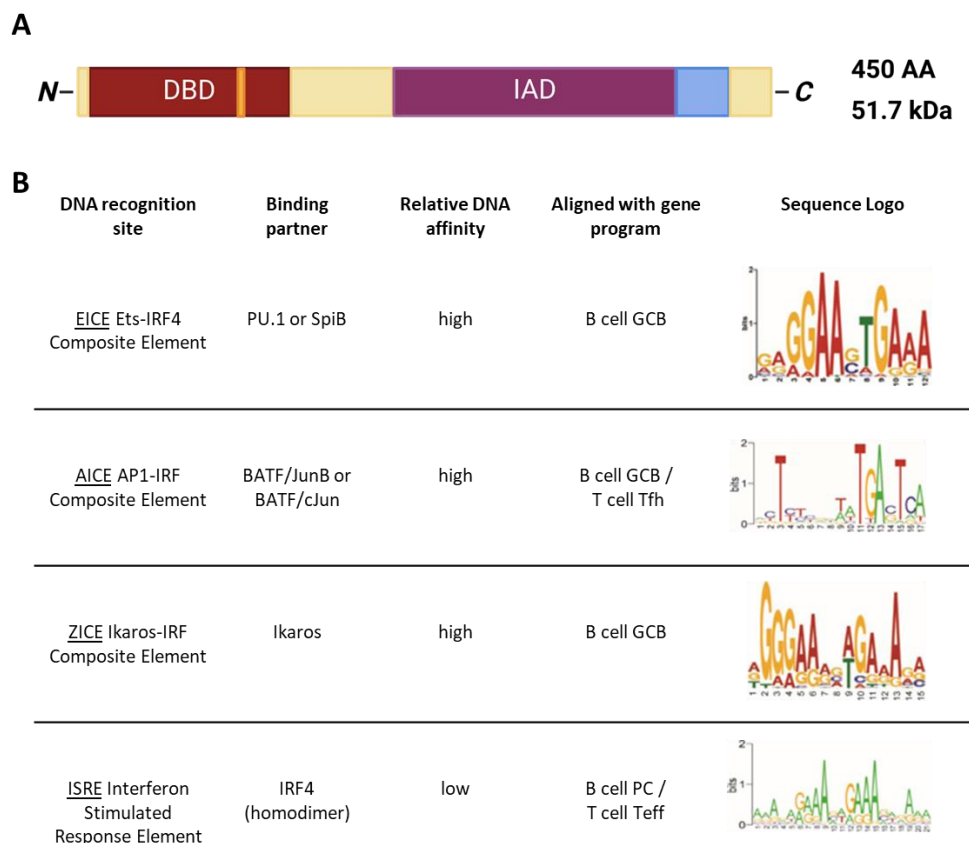 A
N
DBD
IAD
C
450 AA
51.7 kDa
B
DNA recognition
site
Binding
partner
Relative DNA
affinity
Aligned with gene
program
Sequence Logo
EICE Ets-IRF4
Composite Element
PU.1 or SpiB
high
B cell GCB
AICE AP1-IRF
Composite Element
BATF/JunB or
BATF/cJun
high
B cell GCB /
T cell Tfh
ZICE Ikaros-IRF
Composite Element
Ikaros
high
B cell GCB
ISRE Interferon
Stimulated
Response Element
IRF4
(homodimer)
low
B cell PC /
T cell Teff